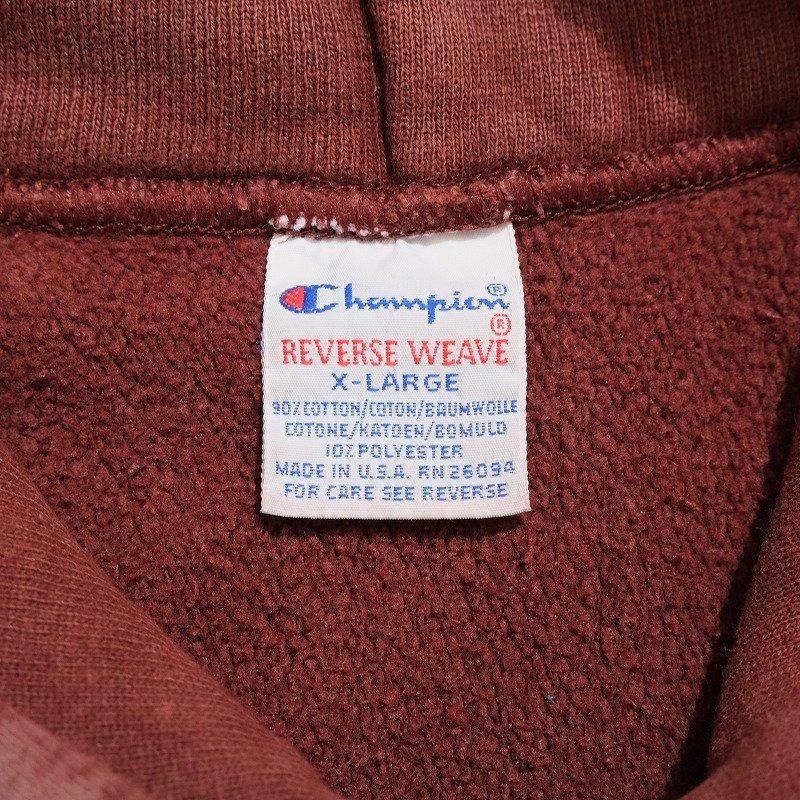 Champion®
®
REVERSE WEAVE
X-LARGE
90% COTTON/COTON/BAUMWOLLE
COTONE/KATOEN/BOMULD
10% POLYESTER
MADE IN U.S.A. RN 26094
FOR CARE SEE REVERSE